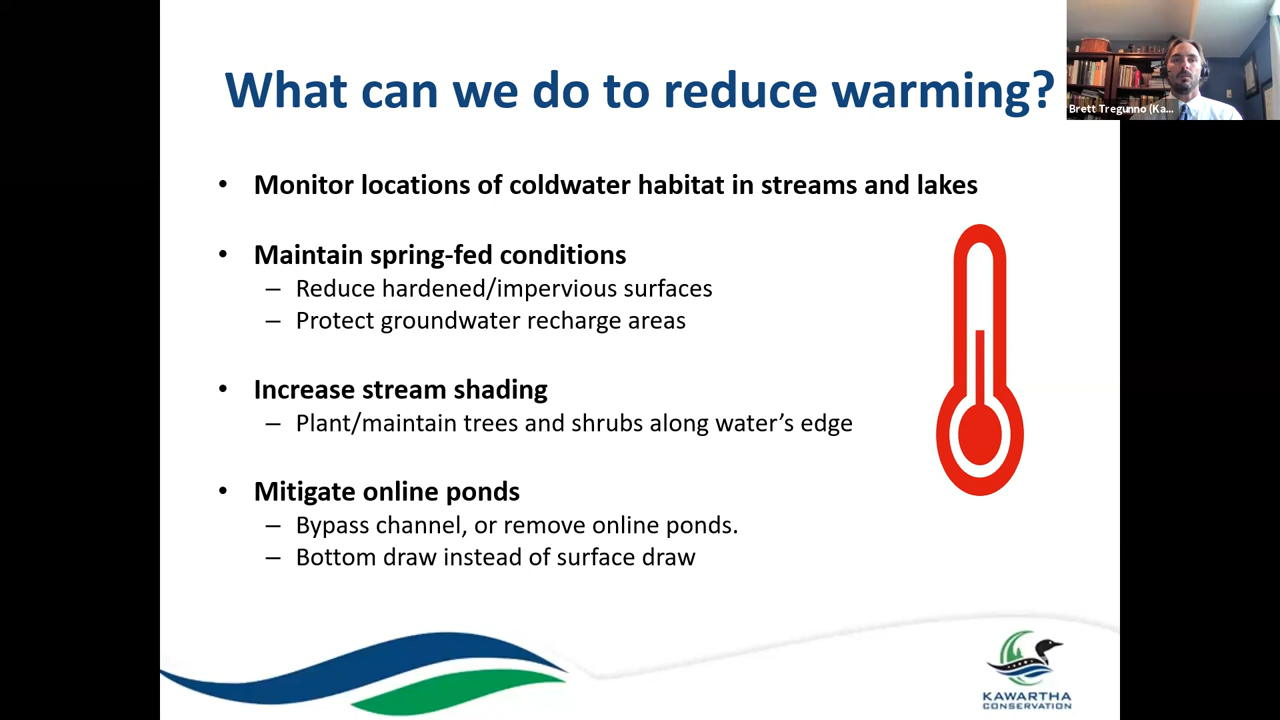 What can we do to reduce warming?
Brett Tregunno (Ka...
• Monitor locations of coldwater habitat in streams and lakes
• Maintain spring-fed conditions
– Reduce hardened/impervious surfaces
– Protect groundwater recharge areas
• Increase stream shading
– Plant/maintain trees and shrubs along water’s edge
• Mitigate online ponds
– Bypass channel, or remove online ponds.
– Bottom draw instead of surface draw
KAWARTHA
CONSERVATION